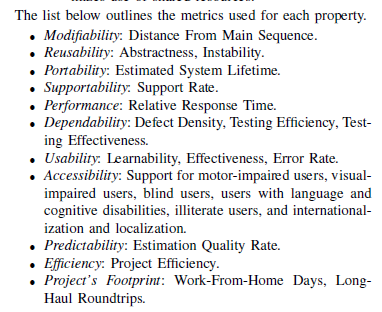 The list below outlines the metrics used for each property.
• Modifiability: Distance From Main Sequence.
• Reusability: Abstractness, Instability.
• Portability: Estimated System Lifetime.
• Supportability: Support Rate.
• Performance: Relative Response Time.
• Dependability: Defect Density, Testing Efficiency, Test-
ing Effectiveness.
• Usability: Learnability, Effectiveness, Error Rate.
• Accessibility: Support for motor-impaired users, visual-
impaired users, blind users, users with language and
cognitive disabilities, illiterate users, and international-
ization and localization.
• Predictability: Estimation Quality Rate.
• Efficiency: Project Efficiency.
• Project's Footprint: Work-From-Home Days, Long-
Haul Roundtrips.